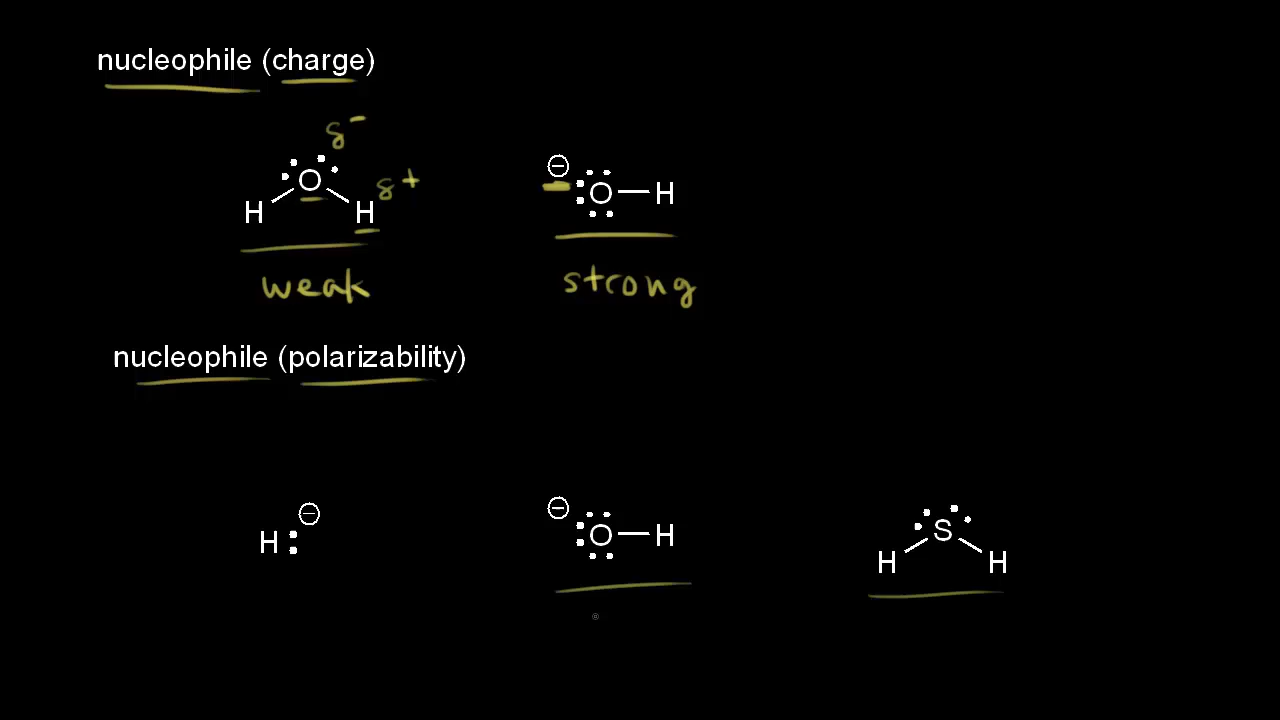 nucleophile (charge)
δ-
H O H δ+
⊖ O—H
weak
strong
nucleophile (polarizability)
H: ⊖
⊖ O—H
H S H